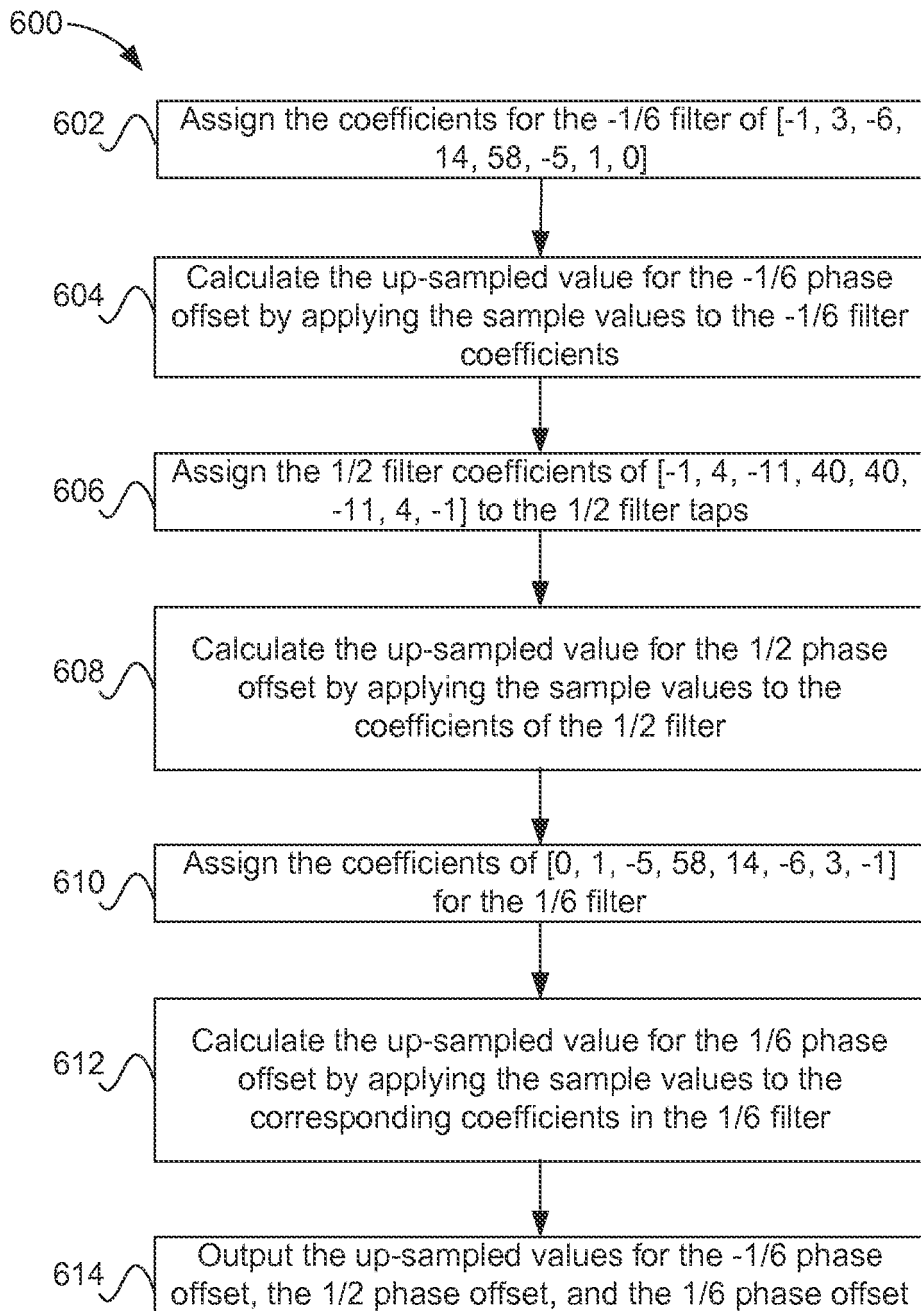 600
602
Assign the coefficients for the -1/6 filter of [-1, 3, -6,
14, 58, -5, 1, 0]
604
Calculate the up-sampled value for the -1/6 phase
offset by applying the sample values to the -1/6 filter
coefficients
606
Assign the 1/2 filter coefficients of [-1, 4, -11, 40, 40,
-11, 4, -1] to the 1/2 filter taps
608
Calculate the up-sampled value for the 1/2 phase
offset by applying the sample values to the
coefficients of the 1/2 filter
610
Assign the coefficients of [0, 1, -5, 58, 14, -6, 3, -1]
for the 1/6 filter
612
Calculate the up-sampled value for the 1/6 phase
offset by applying the sample values to the
corresponding coefficients in the 1/6 filter
614
Output the up-sampled values for the -1/6 phase
offset, the 1/2 phase offset, and the 1/6 phase offset